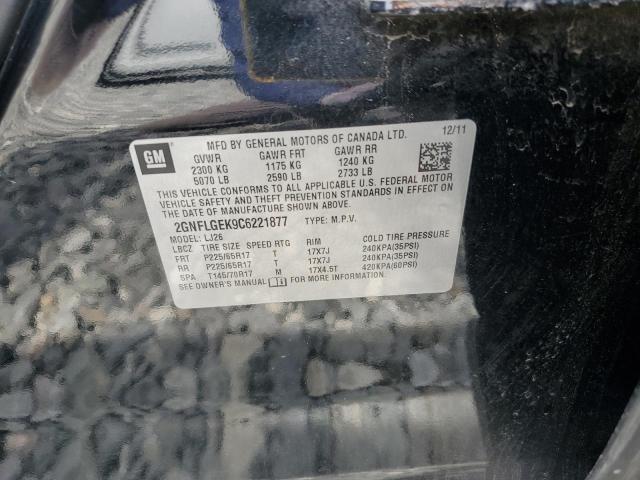 MFD BY GENERAL MOTORS OF CANADA LTD. 12/11
GM
GVWR GAWR FRT GAWR RR
2300 KG 1175 KG 1240 KG
5070 LB 2590 LB 2733 LB
THIS VEHICLE CONFORMS TO ALL APPLICABLE U.S. FEDERAL MOTOR
VEHICLE SAFETY AND THEFT PREVENTION STANDARDS IN EFFECT ON
THE DATE OF MANUFACTURE SHOWN ABOVE.
2GNFLGEK9C6221877 TYPE: M.P.V.
MODEL: LJ26
LBCZ TIRE SIZE SPEED RTG RIM COLD TIRE PRESSURE
FRT P225/65R17 T 17X7J 240KPA(35PSI)
RR P225/65R17 T 17X7J 240KPA(35PSI)
SPA T145/70R17 M 17X4.5T 420KPA(60PSI)
SEE OWNER'S MANUAL FOR MORE INFORMATION.